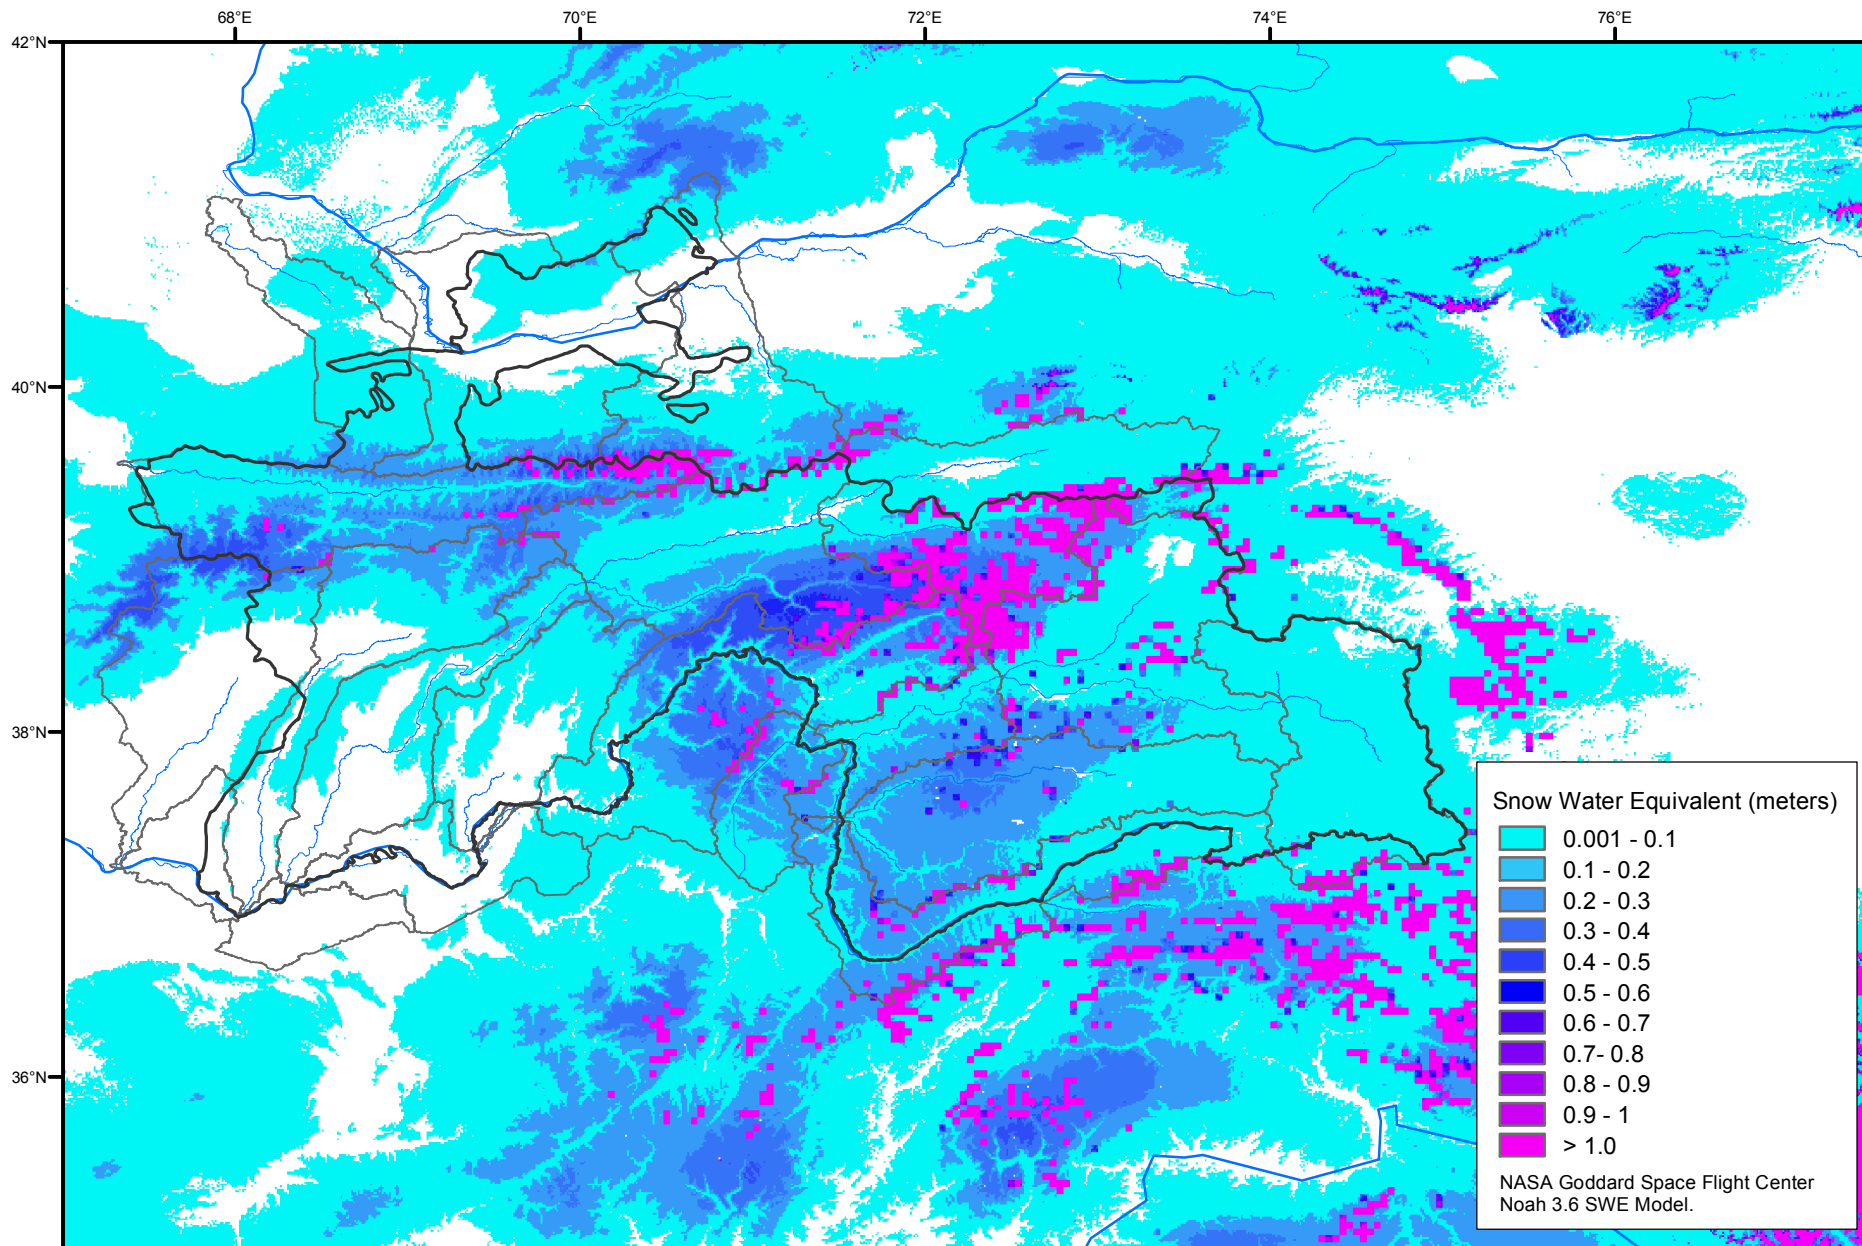 68°E
70°E
72°E
74°E
76°E
42°N
40°N
38°N
36°N
Snow Water Equivalent (meters)
0.001 - 0.1
0.1 - 0.2
0.2 - 0.3
0.3 - 0.4
0.4 - 0.5
0.5 - 0.6
0.6 - 0.7
0.7- 0.8
0.8 - 0.9
0.9 - 1
> 1.0
NASA Goddard Space Flight Center
Noah 3.6 SWE Model.